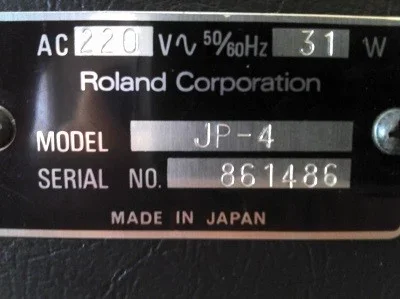 AC 220 V∿ 50/60Hz 31 W
Roland Corporation
MODEL JP-4
SERIAL NO. 861486
MADE IN JAPAN